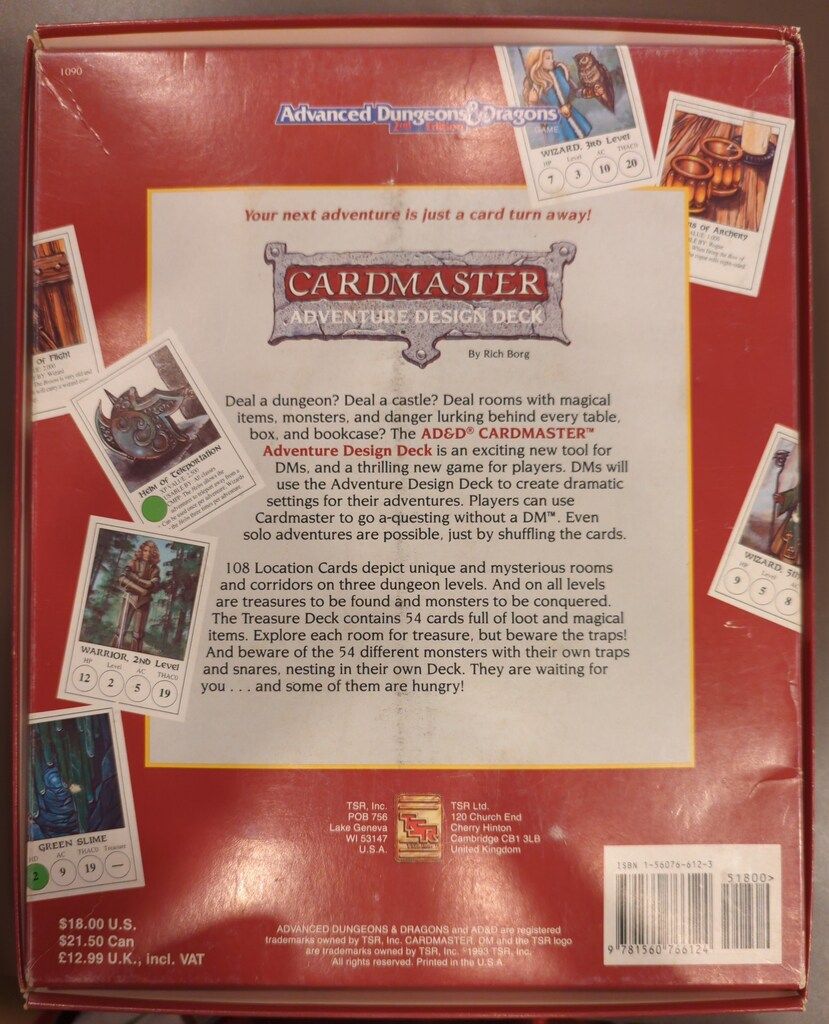 1090
Advanced Dungeons & Dragons
2nd Edition
GAME
WIZARD, 3RD Level
HP Level AC THAC0
7 3 10 20
of Archery
Your next adventure is just a card turn away!
CARDMASTER
ADVENTURE DESIGN DECK
By Rich Borg
of Flight
Deal a dungeon? Deal a castle? Deal rooms with magical
items, monsters, and danger lurking behind every table,
box, and bookcase? The AD&D® CARDMASTER™
Adventure Design Deck is an exciting new tool for
DMs, and a thrilling new game for players. DMs will
use the Adventure Design Deck to create dramatic
settings for their adventures. Players can use
Cardmaster to go a-questing without a DM™. Even
solo adventures are possible, just by shuffling the cards.
108 Location Cards depict unique and mysterious rooms
and corridors on three dungeon levels. And on all levels
are treasures to be found and monsters to be conquered.
The Treasure Deck contains 54 cards full of loot and magical
items. Explore each room for treasure, but beware the traps!
And beware of the 54 different monsters with their own traps
and snares, nesting in their own Deck. They are waiting for
you . . . and some of them are hungry!
Helm of Teleportation
WIZARD, 5TH
HP Level
9 5 8
WARRIOR, 2ND Level
HP Level AC THAC0
12 2 5 19
GREEN SLIME
HD AC THAC0 Treasure
2 9 19 —
TSR, Inc.
POB 756
Lake Geneva
WI 53147
U.S.A.
TSR
TSR Ltd.
120 Church End
Cherry Hinton
Cambridge CB1 3LB
United Kingdom
ISBN 1-56076-612-3
51800>
9 781560 766124
$18.00 U.S.
$21.50 Can
£12.99 U.K., incl. VAT
ADVANCED DUNGEONS & DRAGONS and AD&D are registered
trademarks owned by TSR, Inc. CARDMASTER, DM and the TSR logo
are trademarks owned by TSR, Inc. ©1993 TSR, Inc.
All rights reserved. Printed in the U.S.A.